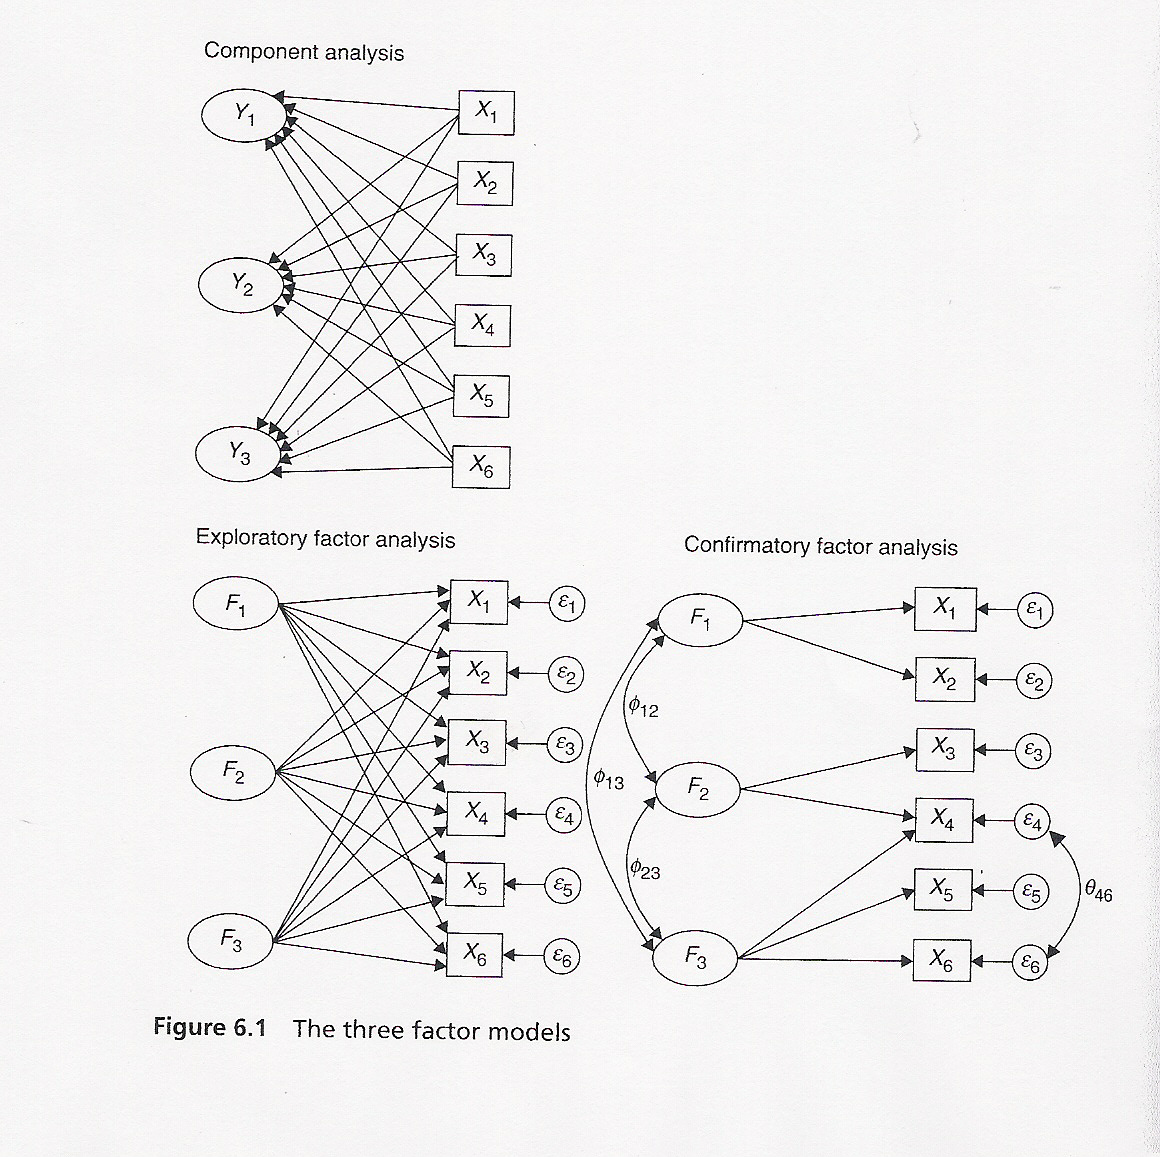 Component analysis
Y1
X1
X2
X3
Y2
X4
X5
Y3
X6
Exploratory factor analysis
F1
X1
ε1
X2
ε2
X3
ε3
F2
X4
ε4
X5
ε5
F3
X6
ε6
Confirmatory factor analysis
F1
X1
ε1
X2
ε2
ϕ12
X3
ε3
ϕ13
F2
X4
ε4
ϕ23
X5
ε5
θ46
F3
X6
ε6
Figure 6.1 The three factor models